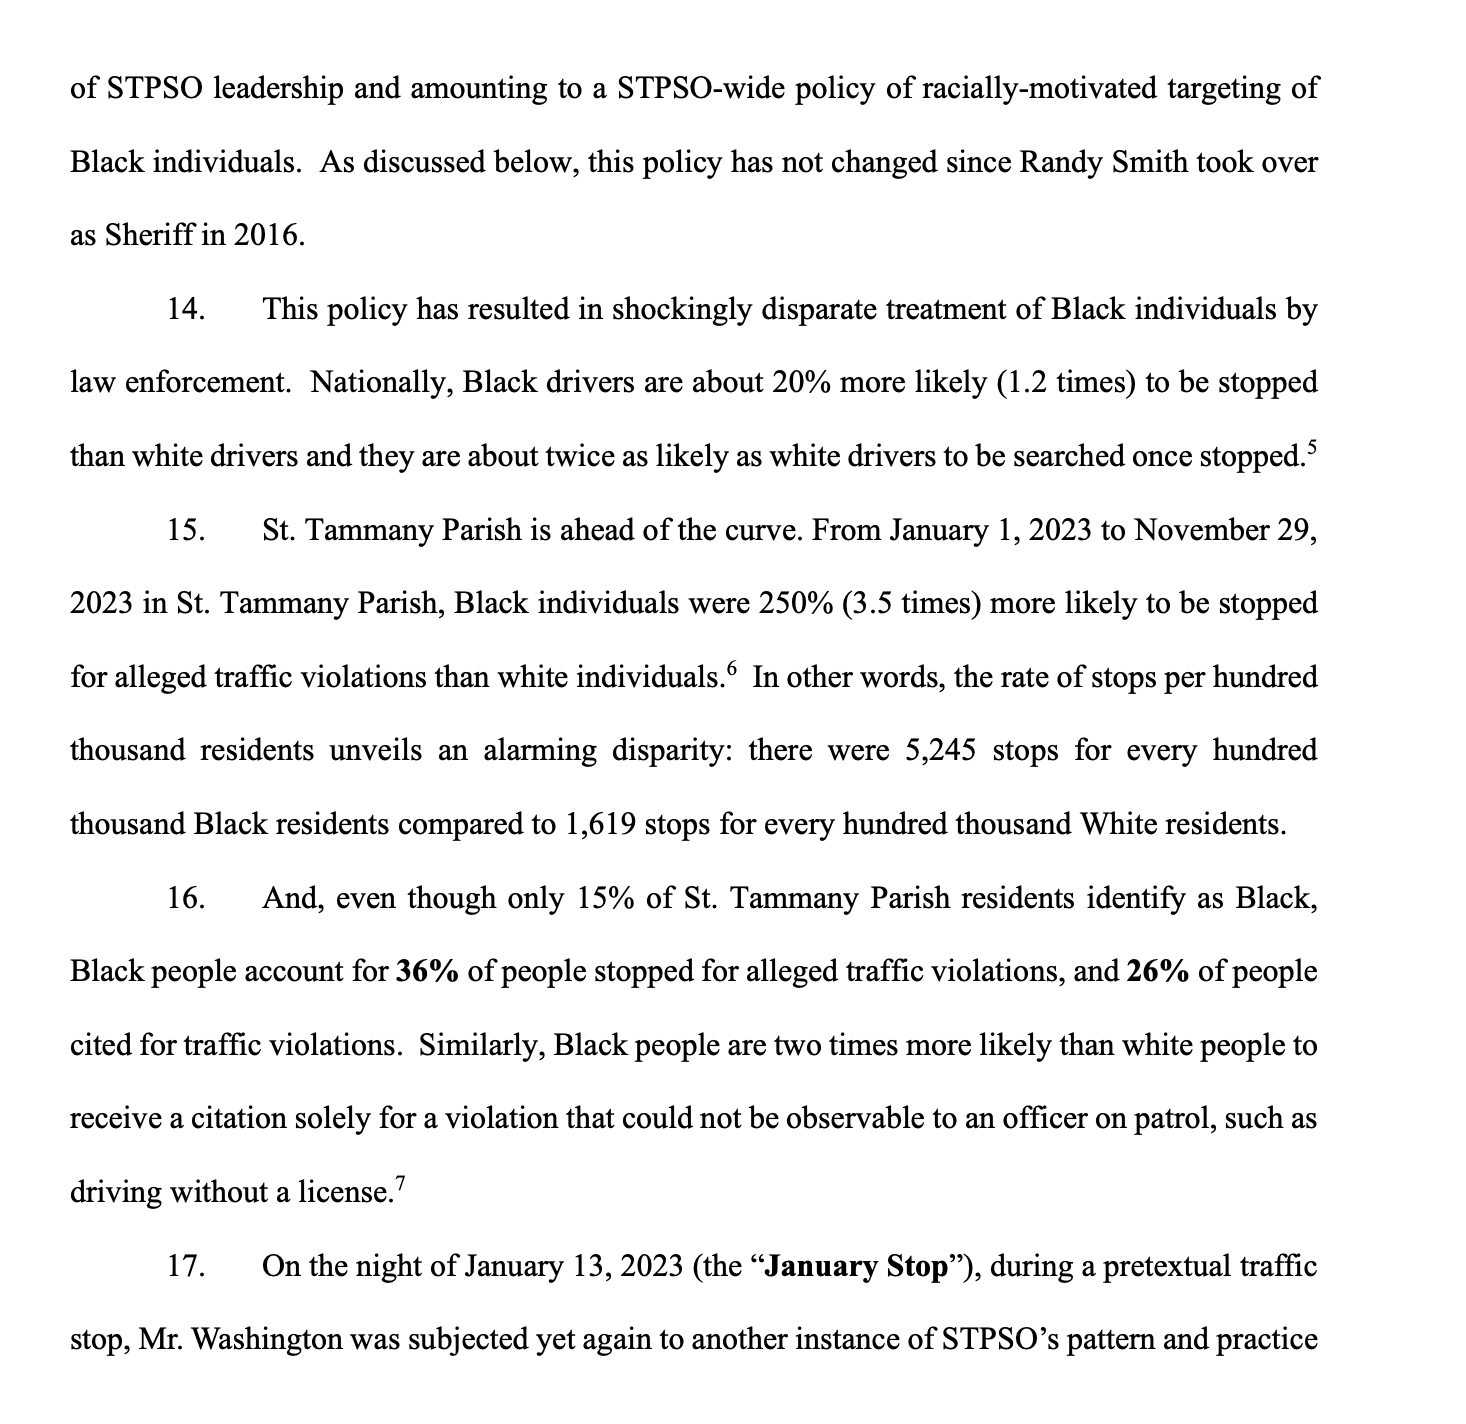 of STPSO leadership and amounting to a STPSO-wide policy of racially-motivated targeting of
Black individuals.  As discussed below, this policy has not changed since Randy Smith took over
as Sheriff in 2016.
14. This policy has resulted in shockingly disparate treatment of Black individuals by
law enforcement.  Nationally, Black drivers are about 20% more likely (1.2 times) to be stopped
than white drivers and they are about twice as likely as white drivers to be searched once stopped.5
15. St. Tammany Parish is ahead of the curve. From January 1, 2023 to November 29,
2023 in St. Tammany Parish, Black individuals were 250% (3.5 times) more likely to be stopped
for alleged traffic violations than white individuals.6  In other words, the rate of stops per hundred
thousand residents unveils an alarming disparity: there were 5,245 stops for every hundred
thousand Black residents compared to 1,619 stops for every hundred thousand White residents.
16. And, even though only 15% of St. Tammany Parish residents identify as Black,
Black people account for 36% of people stopped for alleged traffic violations, and 26% of people
cited for traffic violations.  Similarly, Black people are two times more likely than white people to
receive a citation solely for a violation that could not be observable to an officer on patrol, such as
driving without a license.7
17. On the night of January 13, 2023 (the “January Stop”), during a pretextual traffic
stop, Mr. Washington was subjected yet again to another instance of STPSO’s pattern and practice